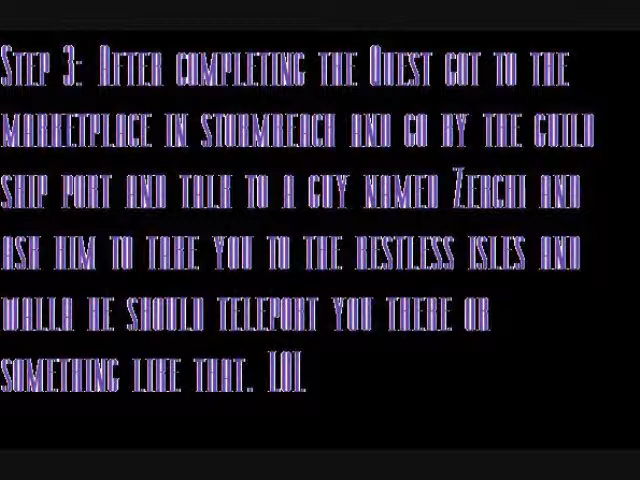 Step 3: After completing the Quest got to the
marketplace in stormreach and go by the guild
ship port and talk to a guy named Zerchi and
ask him to take you to the restless isles and
walla he should teleport you there or
something like that. LOL